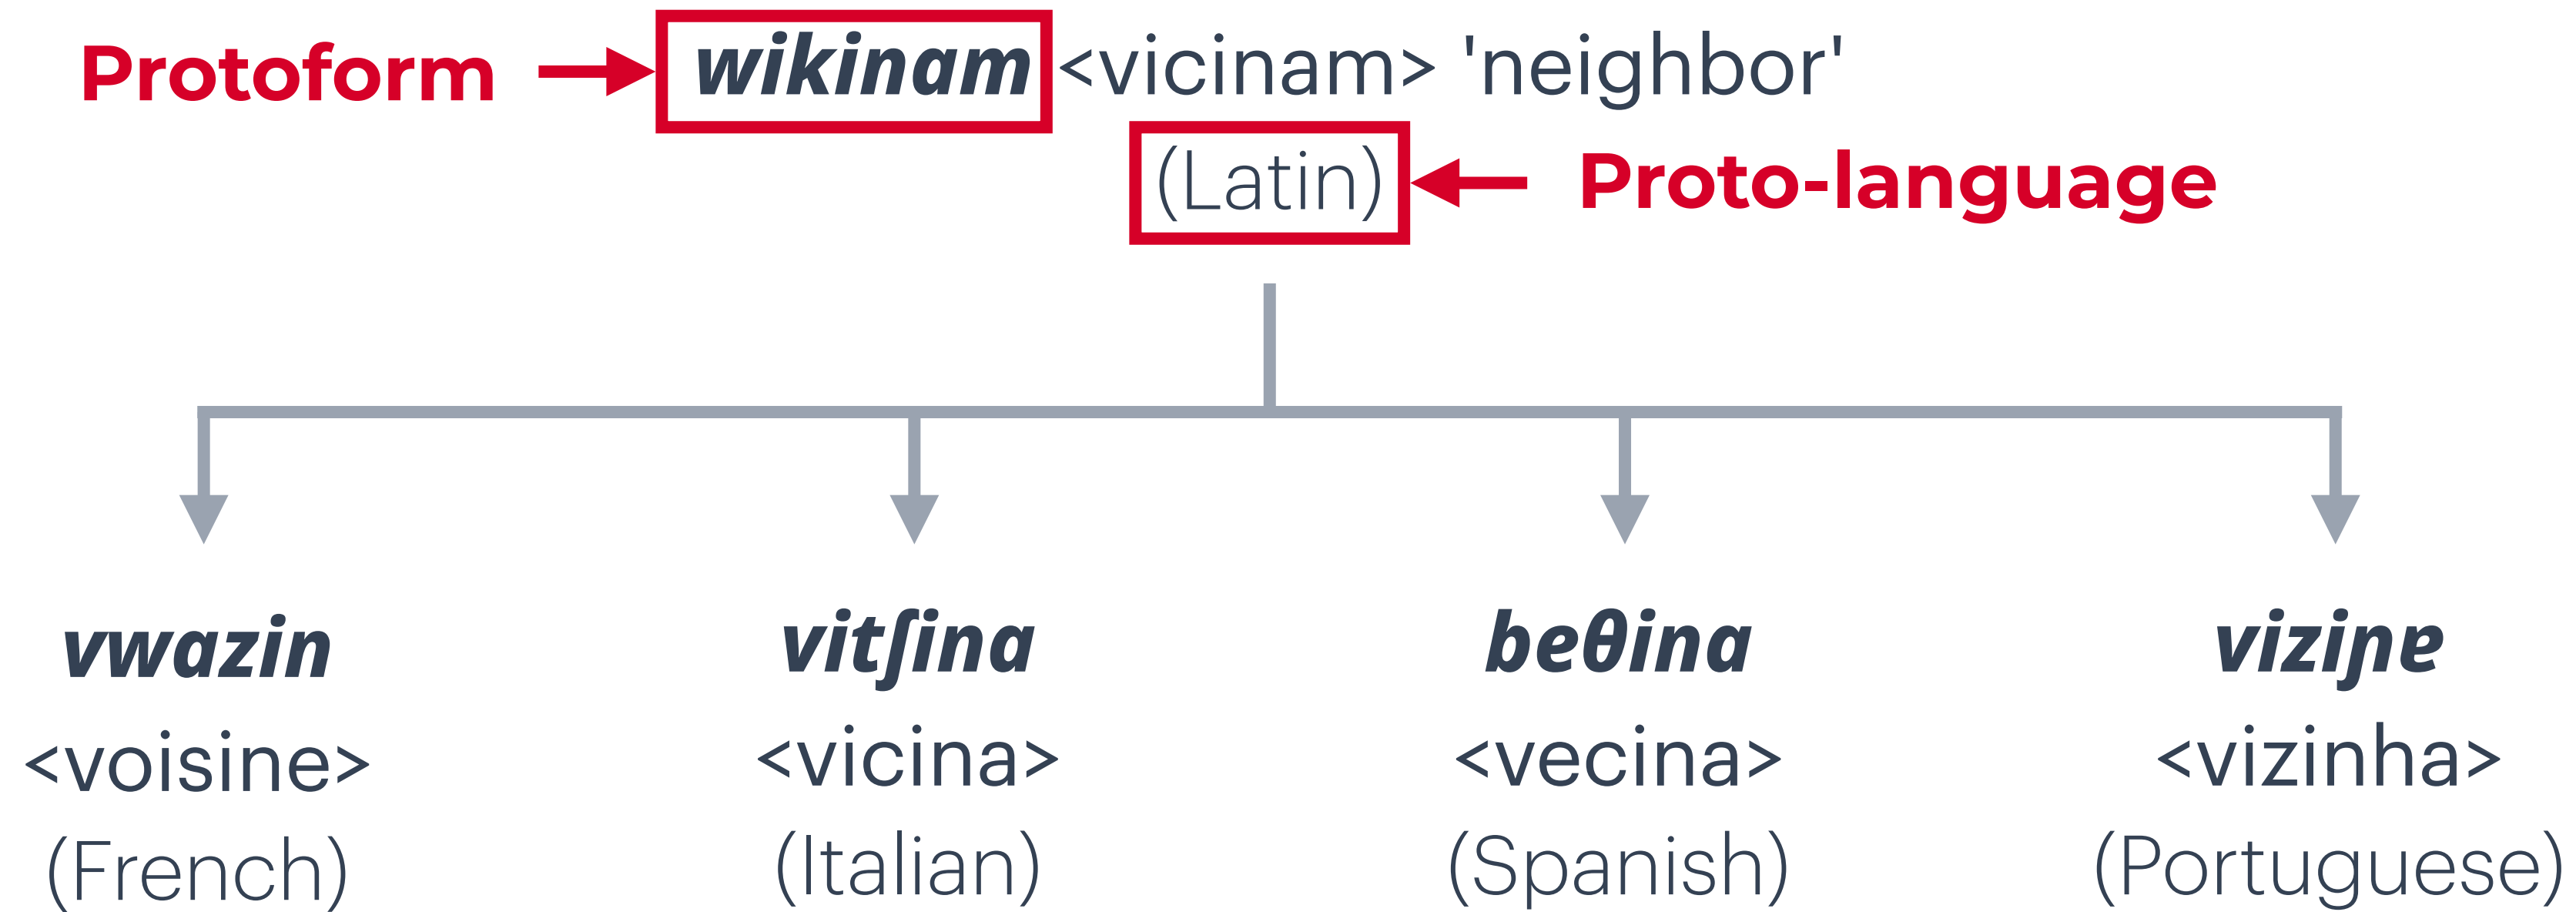 Protoform wikinam <vicinam> 'neighbor'
(Latin) Proto-language
vwazin vitʃina beθina viziɲɐ
<voisine> <vicina> <vecina> <vizinha>
(French) (Italian) (Spanish) (Portuguese)